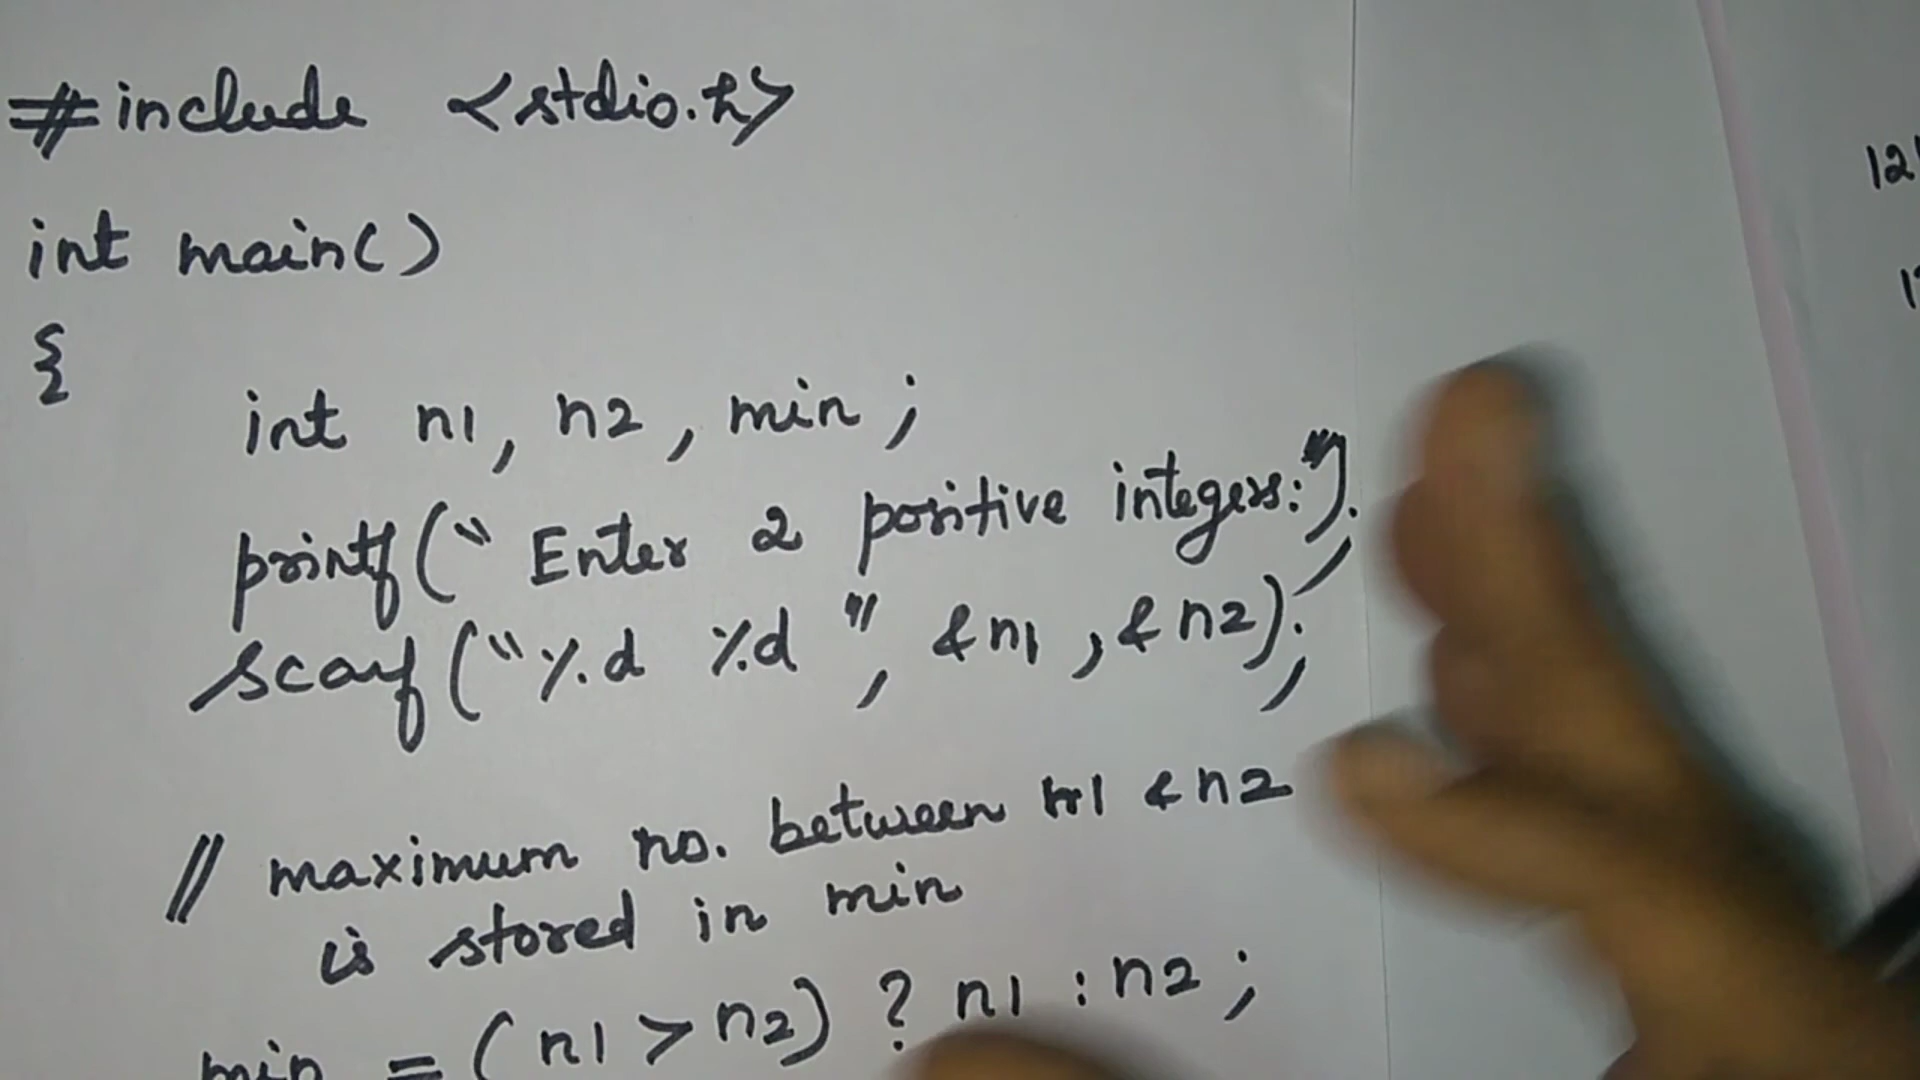 #include <stdio.h>
int main()
{
int n1, n2, min;
printf("Enter 2 positive integers:");
scanf("%d %d", &n1, &n2);
// maximum no. between n1 & n2
is stored in min
min = (n1 > n2) ? n1 : n2;